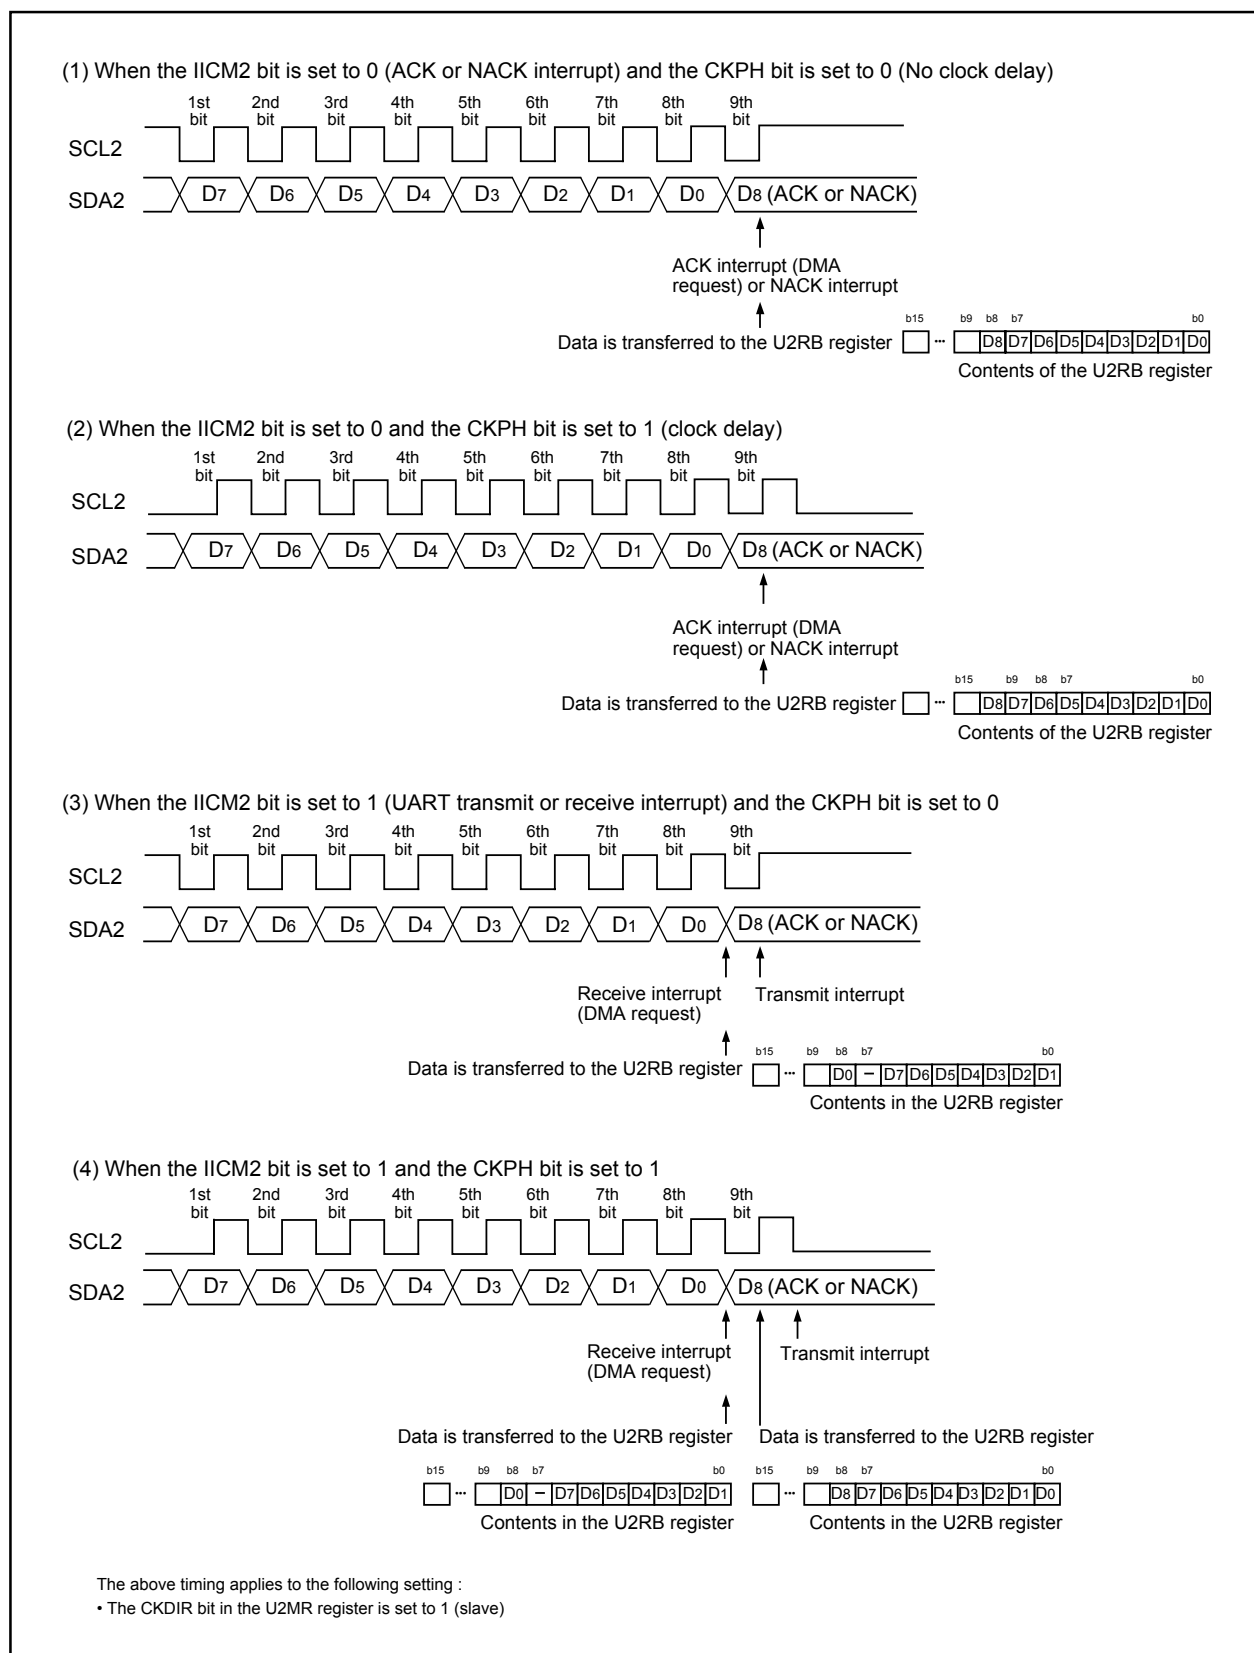 (1) When the IICM2 bit is set to 0 (ACK or NACK interrupt) and the CKPH bit is set to 0 (No clock delay)
1st bit 2nd bit 3rd bit 4th bit 5th bit 6th bit 7th bit 8th bit 9th bit
SCL2
SDA2 D7 D6 D5 D4 D3 D2 D1 D0 D8 (ACK or NACK)
ACK interrupt (DMA
request) or NACK interrupt
b15 b9 b8 b7 b0
Data is transferred to the U2RB register ... D8 D7 D6 D5 D4 D3 D2 D1 D0
Contents of the U2RB register
(2) When the IICM2 bit is set to 0 and the CKPH bit is set to 1 (clock delay)
1st bit 2nd bit 3rd bit 4th bit 5th bit 6th bit 7th bit 8th bit 9th bit
SCL2
SDA2 D7 D6 D5 D4 D3 D2 D1 D0 D8 (ACK or NACK)
ACK interrupt (DMA
request) or NACK interrupt
b15 b9 b8 b7 b0
Data is transferred to the U2RB register ... D8 D7 D6 D5 D4 D3 D2 D1 D0
Contents of the U2RB register
(3) When the IICM2 bit is set to 1 (UART transmit or receive interrupt) and the CKPH bit is set to 0
1st bit 2nd bit 3rd bit 4th bit 5th bit 6th bit 7th bit 8th bit 9th bit
SCL2
SDA2 D7 D6 D5 D4 D3 D2 D1 D0 D8 (ACK or NACK)
Receive interrupt Transmit interrupt
(DMA request)
b15 b9 b8 b7 b0
Data is transferred to the U2RB register ... D0 – D7 D6 D5 D4 D3 D2 D1
Contents in the U2RB register
(4) When the IICM2 bit is set to 1 and the CKPH bit is set to 1
1st bit 2nd bit 3rd bit 4th bit 5th bit 6th bit 7th bit 8th bit 9th bit
SCL2
SDA2 D7 D6 D5 D4 D3 D2 D1 D0 D8 (ACK or NACK)
Receive interrupt Transmit interrupt
(DMA request)
Data is transferred to the U2RB register Data is transferred to the U2RB register
b15 b9 b8 b7 b0 b15 b9 b8 b7 b0
... D0 – D7 D6 D5 D4 D3 D2 D1 ... D8 D7 D6 D5 D4 D3 D2 D1 D0
Contents in the U2RB register Contents in the U2RB register
The above timing applies to the following setting :
• The CKDIR bit in the U2MR register is set to 1 (slave)